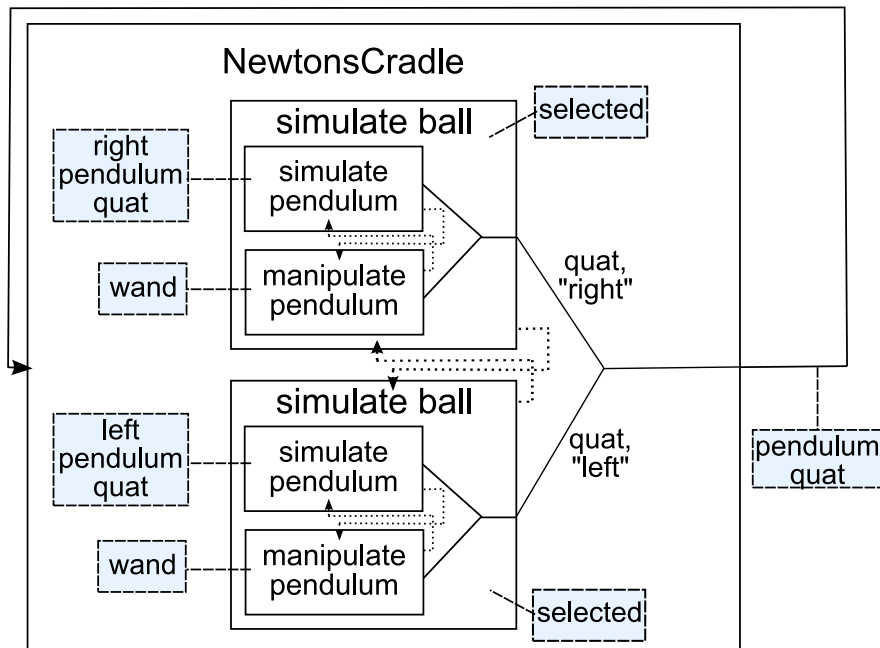 NewtonsCradle
simulate ball
selected
right
pendulum
quat
simulate
pendulum
wand
manipulate
pendulum
quat,
"right"
simulate ball
left
pendulum
quat
simulate
pendulum
quat,
"left"
pendulum
quat
wand
manipulate
pendulum
selected